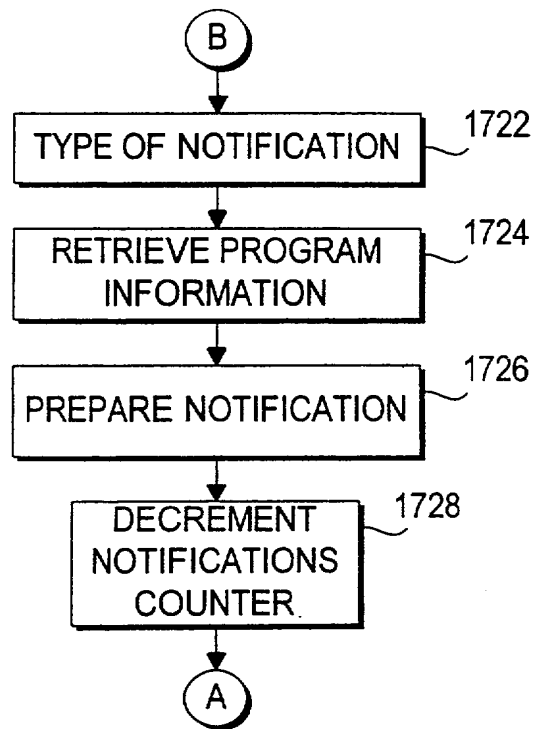 B
TYPE OF NOTIFICATION
1722
RETRIEVE PROGRAM
INFORMATION
1724
PREPARE NOTIFICATION
1726
DECREMENT
NOTIFICATIONS
COUNTER
1728
A